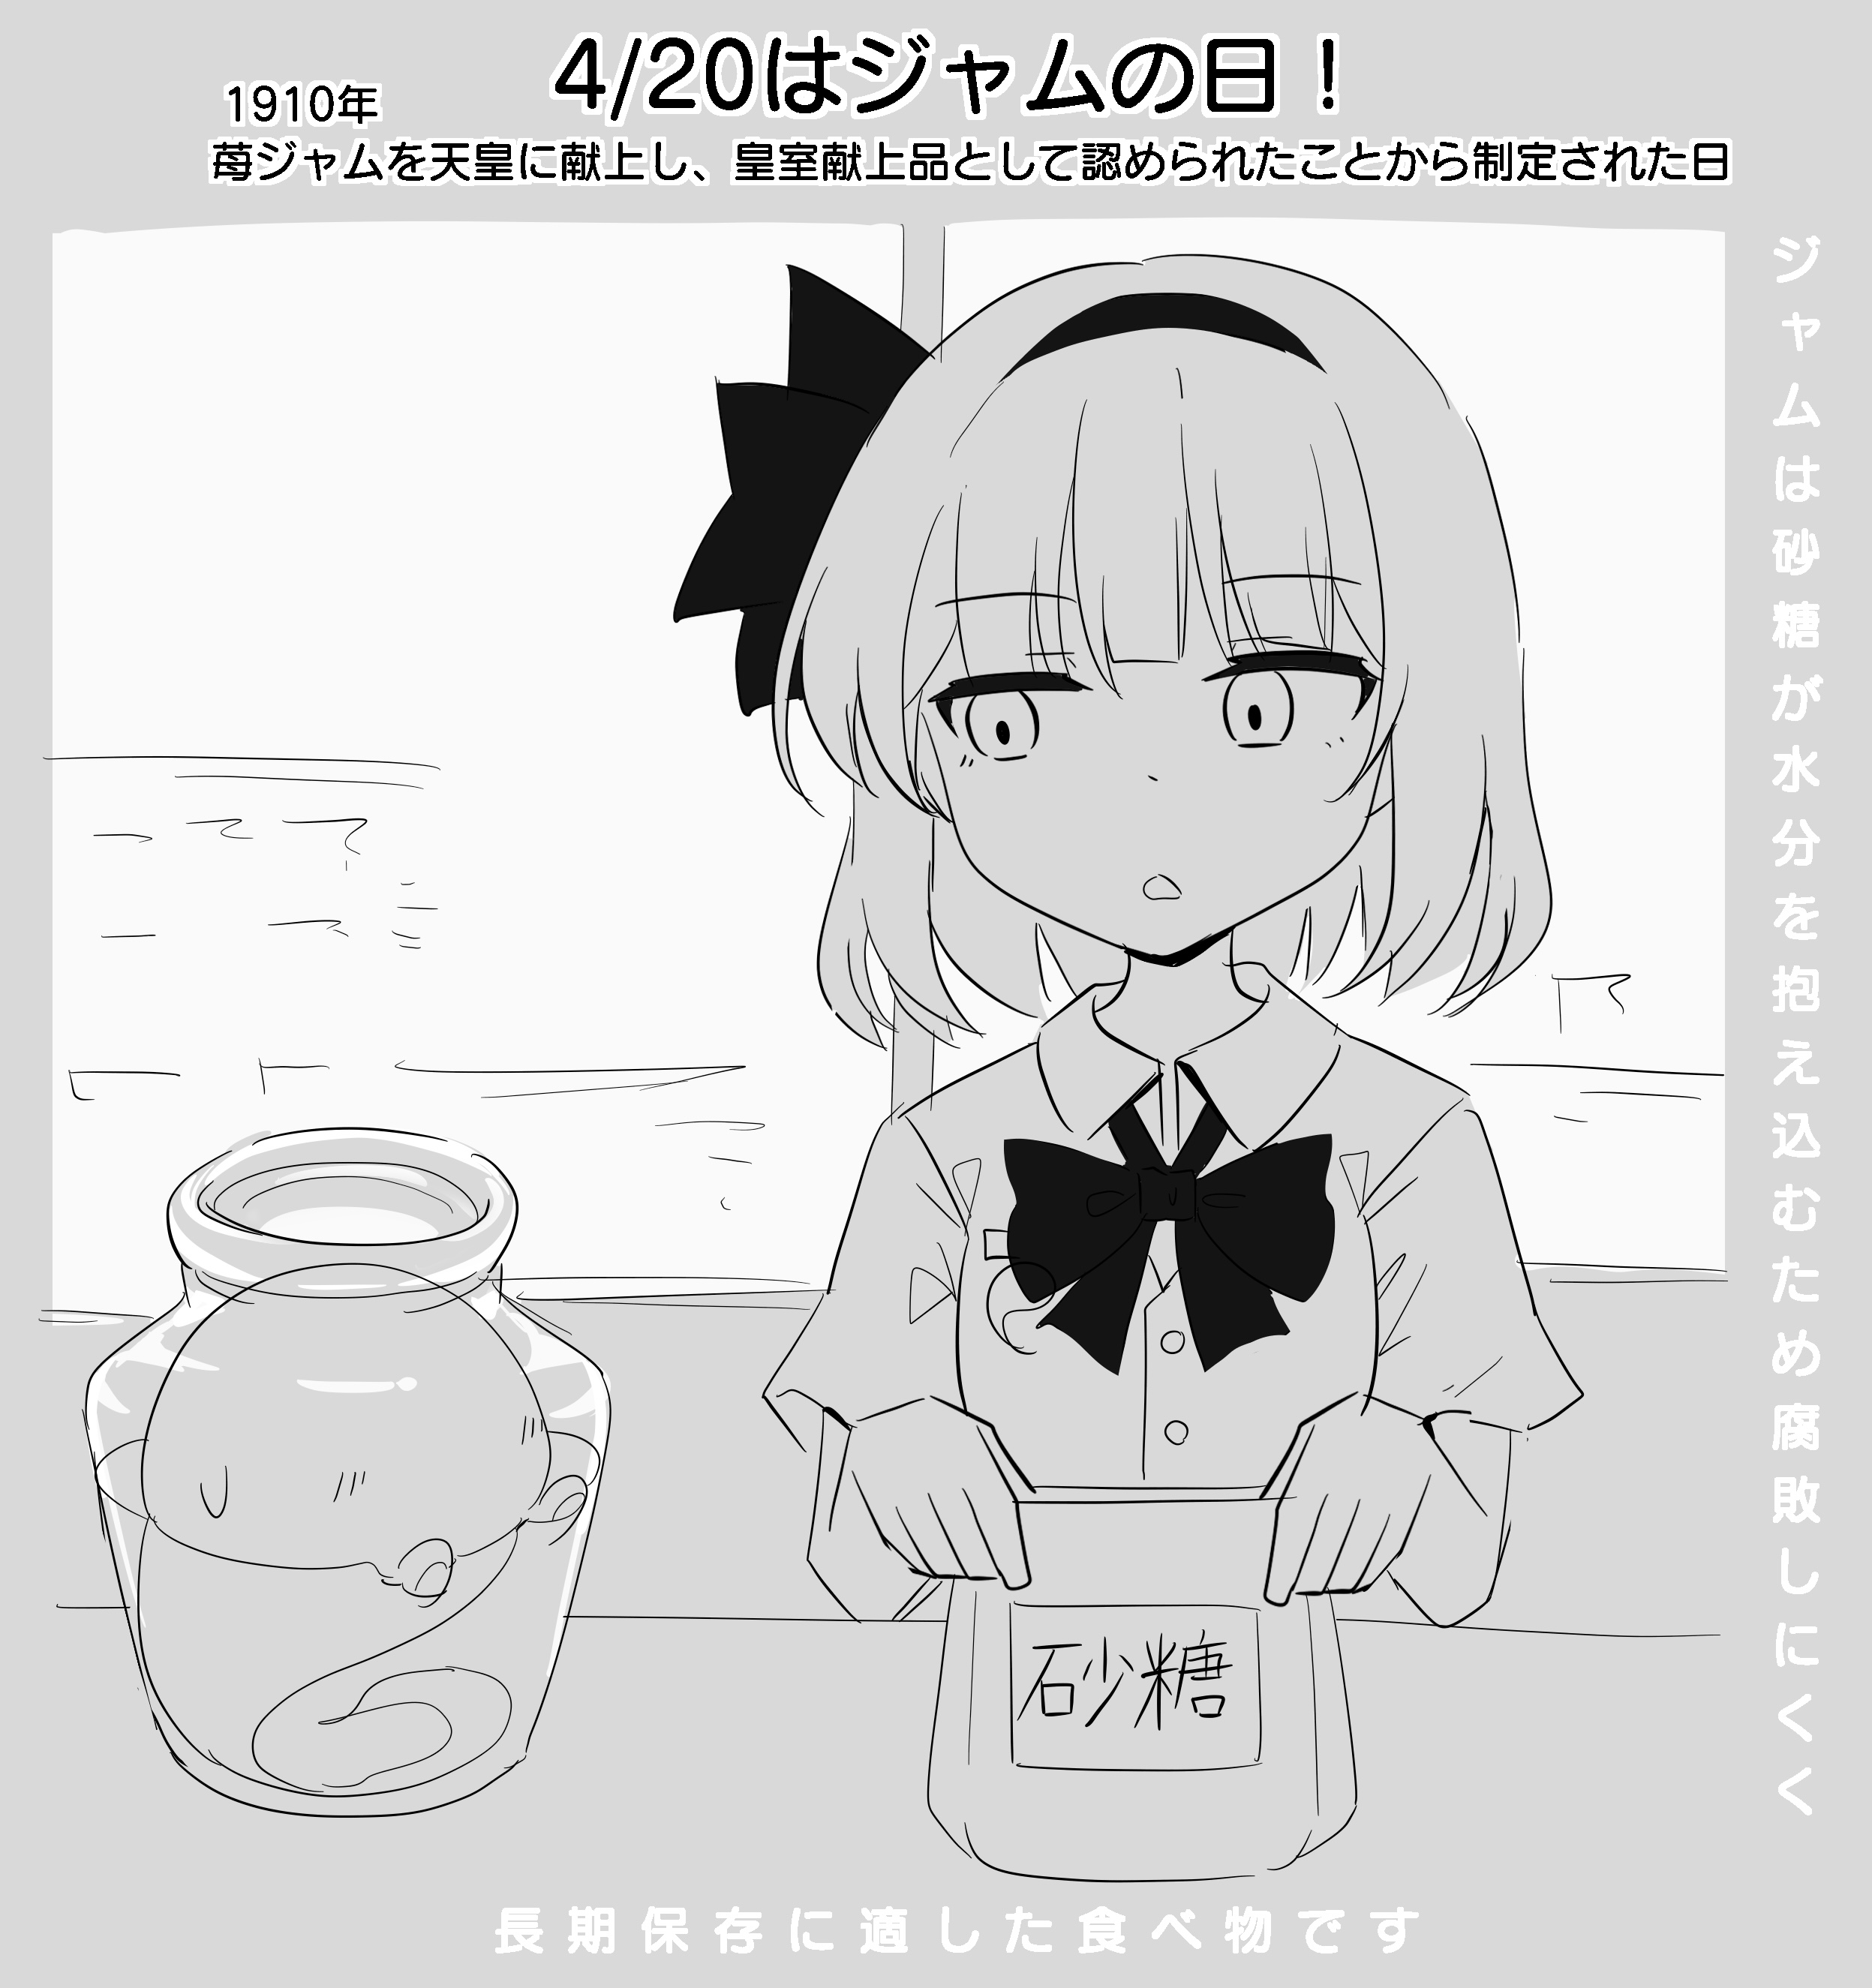 4/20はジャムの日！
1910年
苺ジャムを天皇に献上し、皇室献上品として認められたことから制定された日
ジャムは砂糖が水分を抱え込むため腐敗しにくく
砂糖
長期保存に適した食べ物です